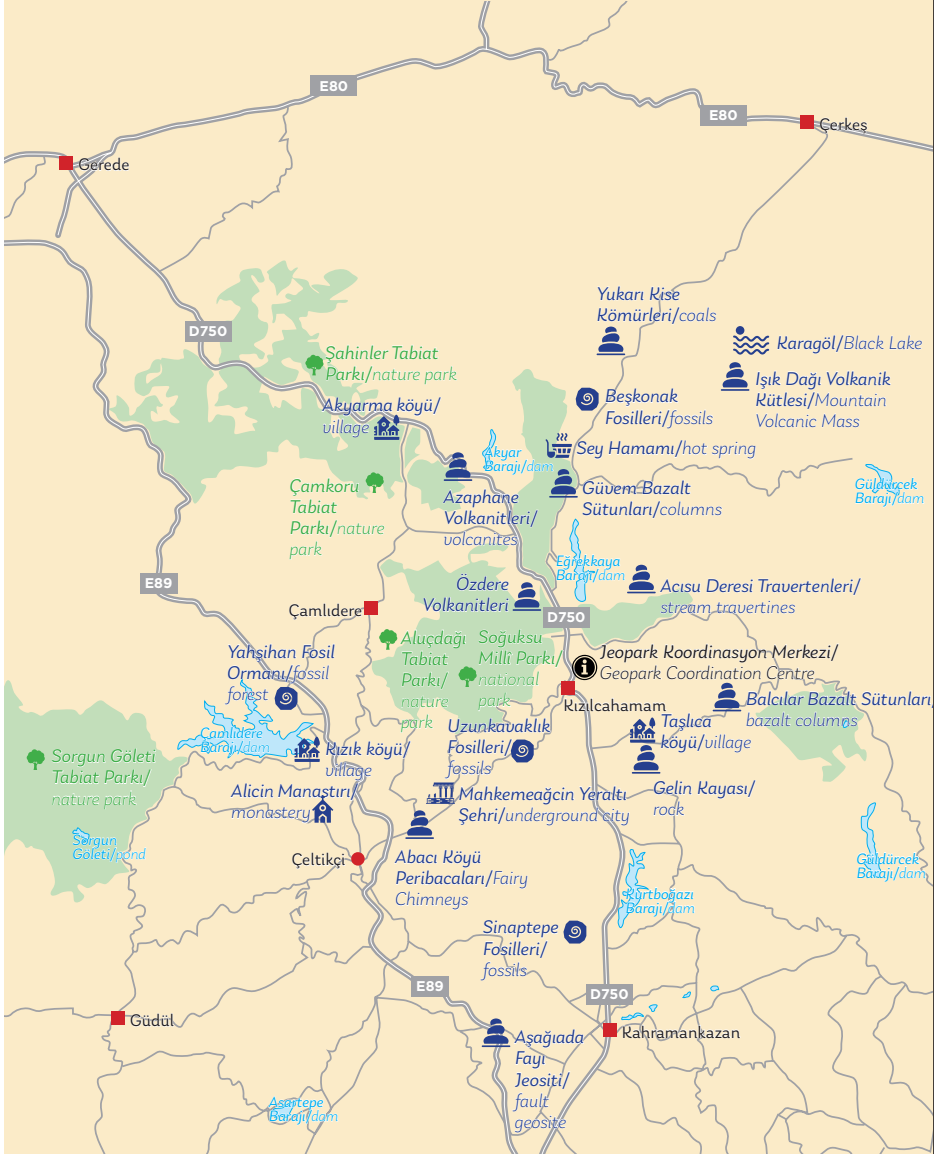 E80
E80
Çerkeş
Gerede
Yukarı Kise
Kömürleri/coals
D750
Karagöl/Black Lake
Şahinler Tabiat
Parkı/nature park
Işık Dağı Volkanik
Kütlesi/Mountain
Volcanic Mass
Beşkonak
Fosilleri/fossils
Akyarma köyü/
village
Sey Hamamı/hot spring
Akyar
Barajı/dam
Güldürcek
Barajı/dam
Çamkoru
Tabiat
Parkı/nature
park
Azaphane
Volkanitleri/
volcanites
Güvem Bazalt
Sütunları/columns
Eğrekkaya
Barajı/dam
E89
Özdere
Volkanitleri
Acısu Deresi Travertenleri/
stream travertines
Çamlıdere
D750
Aluçdağı
Tabiat
Parkı/
nature
park
Soğuksu
Millî Parkı/
national
park
Jeopark Koordinasyon Merkezi/
Geopark Coordination Centre
Yahşihan Fosil
Ormanı/fossil
forest
Kızılcahamam
Balcılar Bazalt Sütunları/
bazalt columns
Çamlıdere
Barajı/dam
Kızık köyü/
village
Uzunkavaklık
Fosilleri/
fossils
Taşlıca
köyü/village
Sorgun Göleti
Tabiat Parkı/
nature park
Alicin Manastırı/
monastery
Mahkemeağcin Yeraltı
Şehri/underground city
Gelin Kayası/
rock
Sorgun
Göleti/pond
Çeltikçi
Abacı Köyü
Peribacaları/Fairy
Chimneys
Güldürcek
Barajı/dam
Kurtboğazı
Barajı/dam
Sinaptepe
Fosilleri/
fossils
E89
D750
Güdül
Kahramankazan
Aşağıada
Fayı
Jeositi/
fault
geosite
Asartepe
Barajı/dam